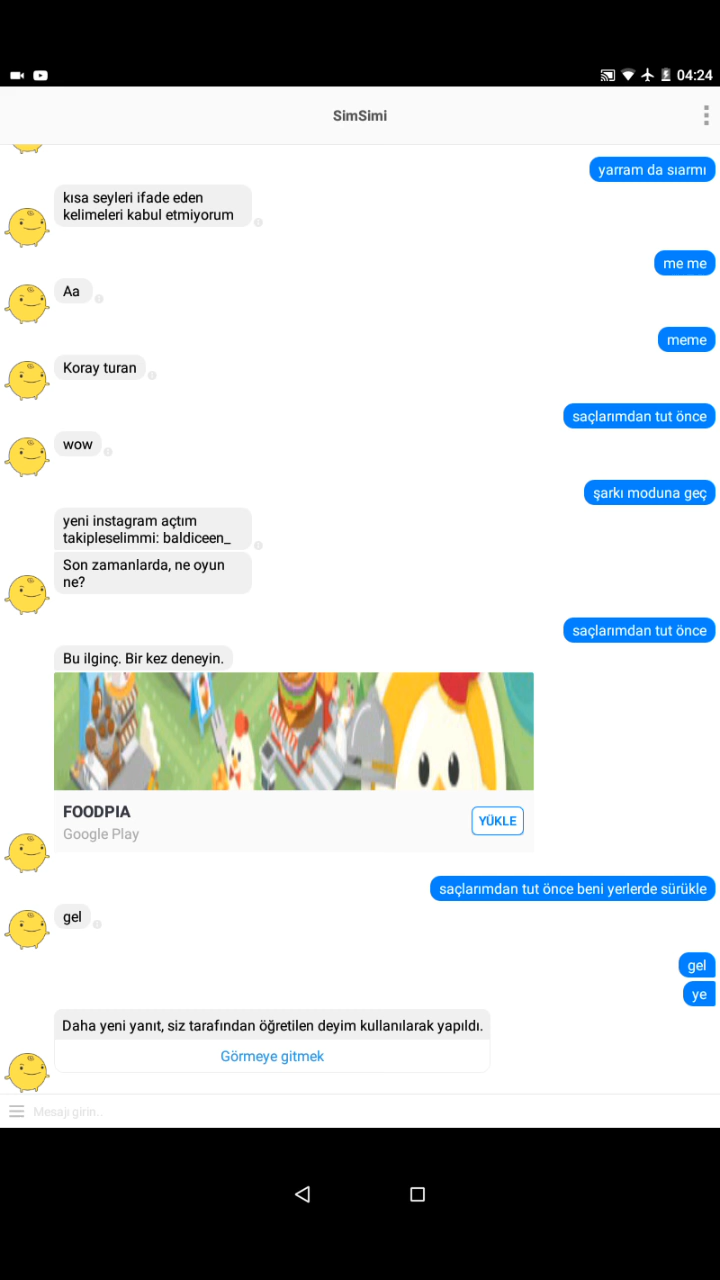 04:24
SimSimi
yarram da sıarmı
kısa seyleri ifade eden
kelimeleri kabul etmiyorum
me me
Aa
meme
Koray turan
saçlarımdan tut önce
wow
şarkı moduna geç
yeni instagram açtım
takipleselimmi: baldiceen_
Son zamanlarda, ne oyun
ne?
saçlarımdan tut önce
Bu ilginç. Bir kez deneyin.
FOODPIA
YÜKLE
Google Play
saçlarımdan tut önce beni yerlerde sürükle
gel
gel
ye
Daha yeni yanıt, siz tarafından öğretilen deyim kullanılarak yapıldı.
Görmeye gitmek
Mesajı girin..